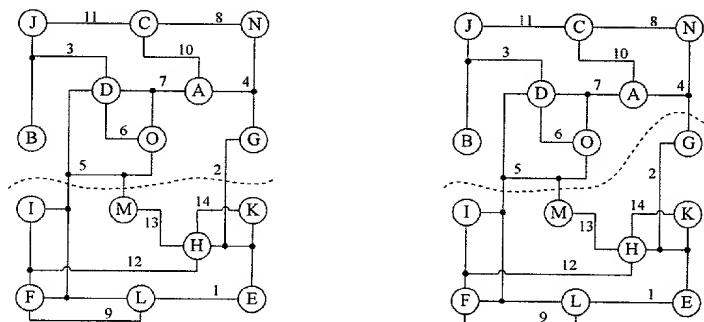 J 11 C 8 N
3 10
D 7 A 4
B 6 O G
5 2
I M 14 K
13 H
12
F L 1 E
9
J 11 C 8 N
3 10
D 7 A 4
B 6 O G
5 2
I M 14 K
13 H
12
F L 1 E
9